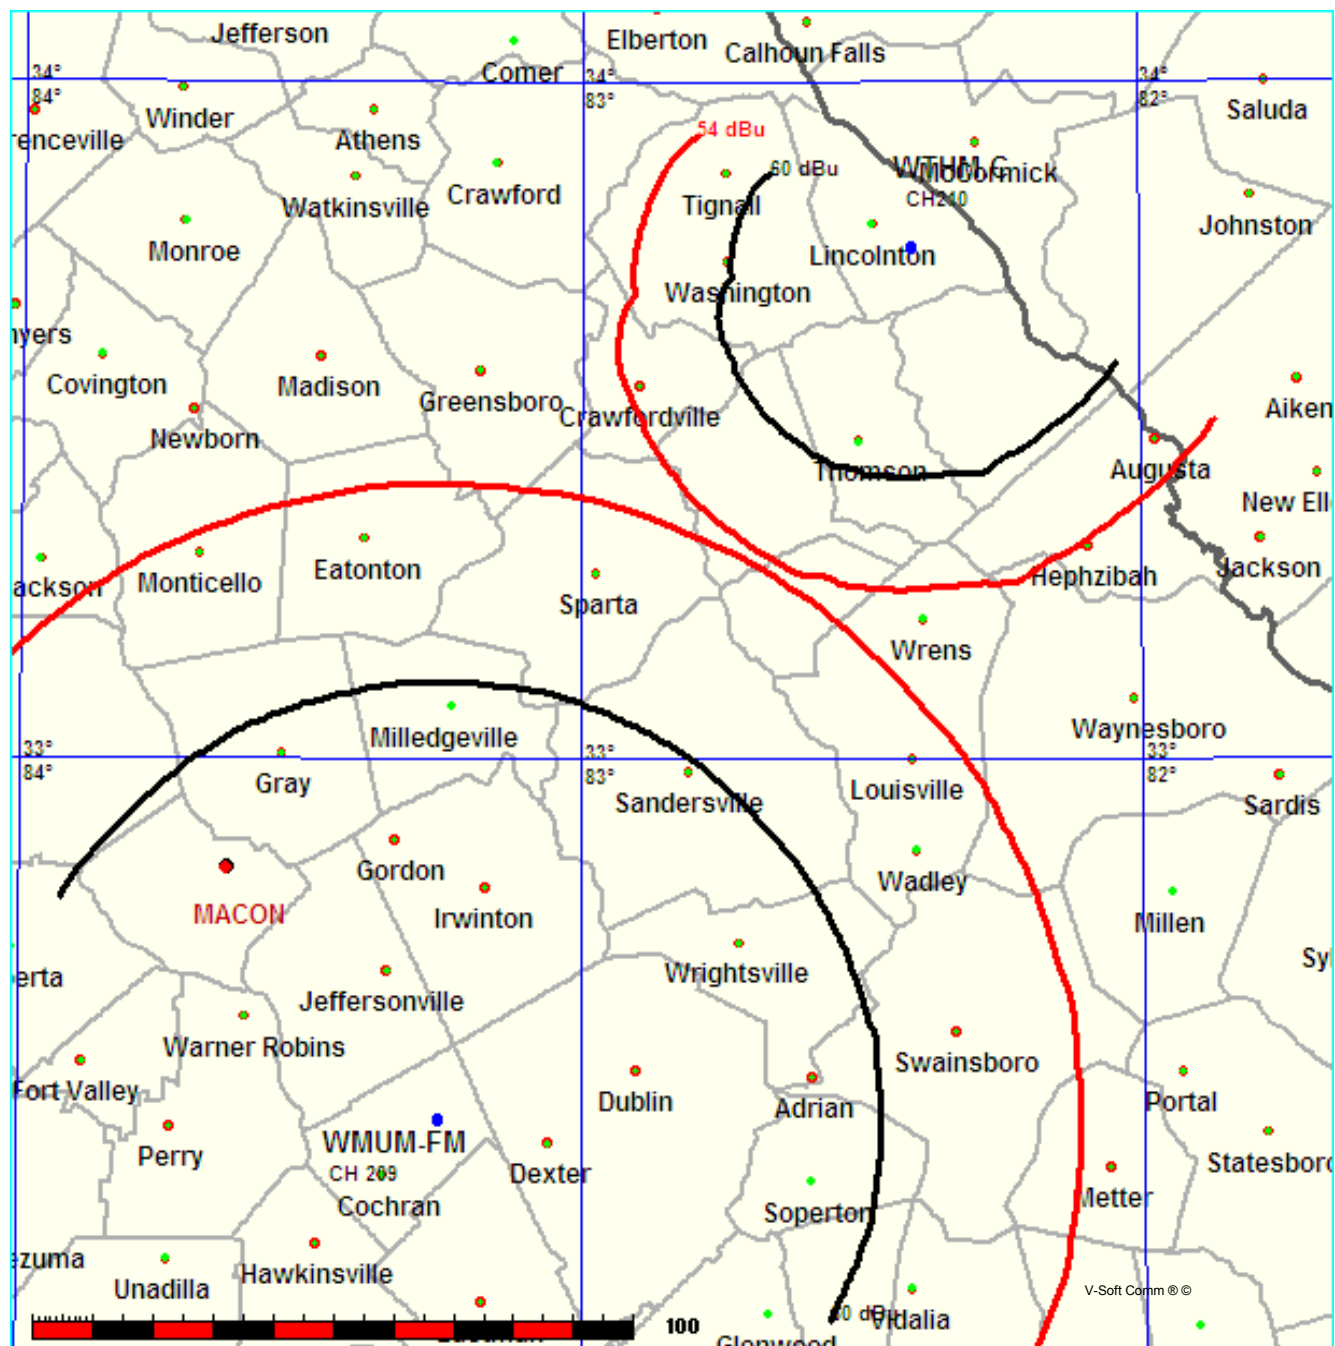 Jefferson
Elberton
Calhoun Falls
Comer
34°
84°
34°
83°
34°
82°
Winder
Athens
Saluda
renceville
54 dBu
60 dBu
McCormick
Crawford
Tignall
CH210
Watkinsville
Johnston
Monroe
Lincolnton
Washington
nyers
Covington
Madison
Greensboro
Crawfordville
Aiken
Newborn
Thomson
Augusta
New Ell
ackson
Monticello
Eatonton
Sparta
Hephzibah
Jackson
Wrens
Waynesboro
Milledgeville
33°
84°
33°
83°
33°
82°
Gray
Sandersville
Louisville
Sardis
Gordon
Wadley
MACON
Irwinton
Millen
erta
Wrightsville
Syl
Jeffersonville
Warner Robins
Swainsboro
Fort Valley
Dublin
Adrian
Portal
WMUM-FM
CH 209
Perry
Dexter
Statesboro
Cochran
Metter
Soperton
ezuma
Unadilla
Hawkinsville
V-Soft Comm ® ©
Vidalia
100
Eastman
Glenwood